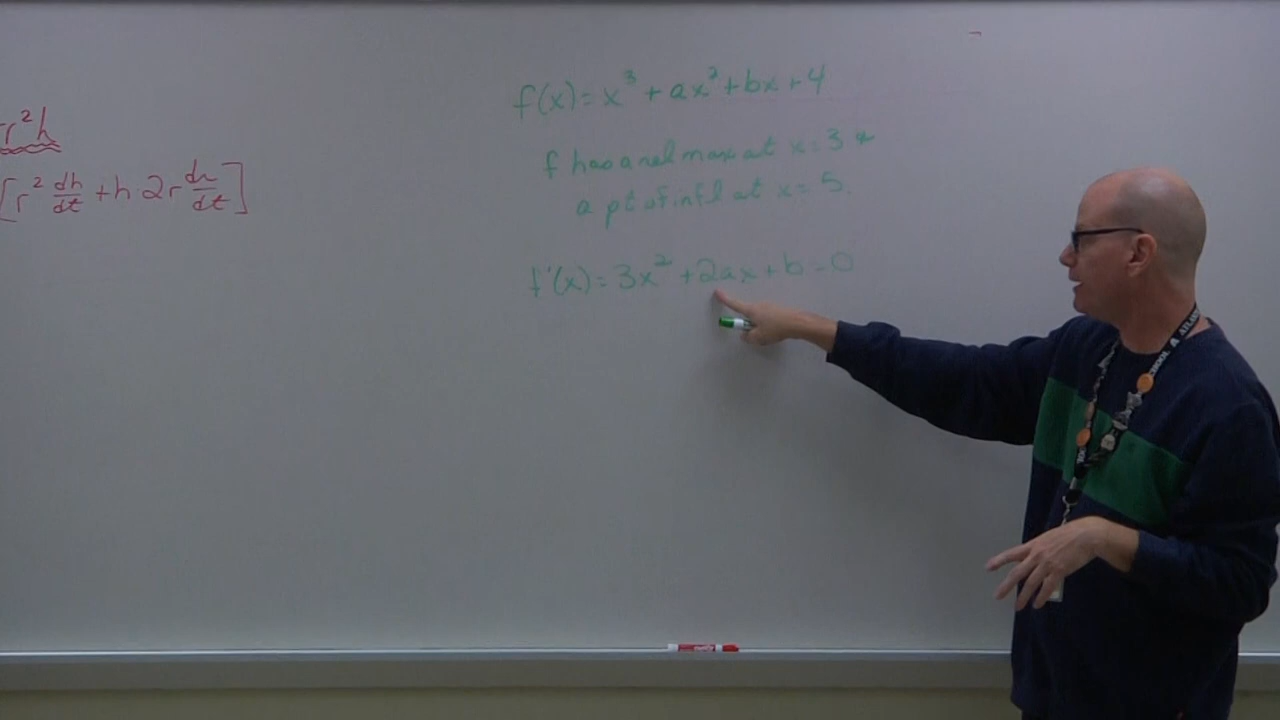 r²h
[r² dh/dt + h 2r dr/dt]
f(x) = x³ + ax² + bx + 4
f has a rel max at x = 3 &
a pt of infl at x = 5.
f'(x) = 3x² + 2ax + b = 0